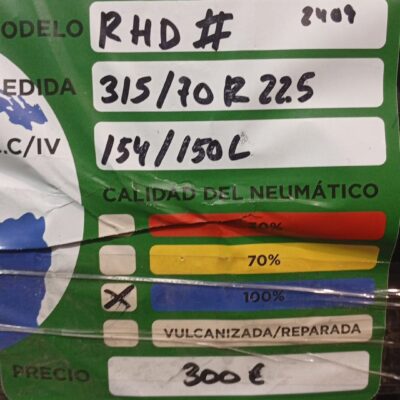 ODELO RHD # 2409
EDIDA 315/70 R 22.5
.C/IV 154/150L
CALIDAD DEL NEUMÁTICO
30%
70%
100%
VULCANIZADA/REPARADA
PRECIO 300 €